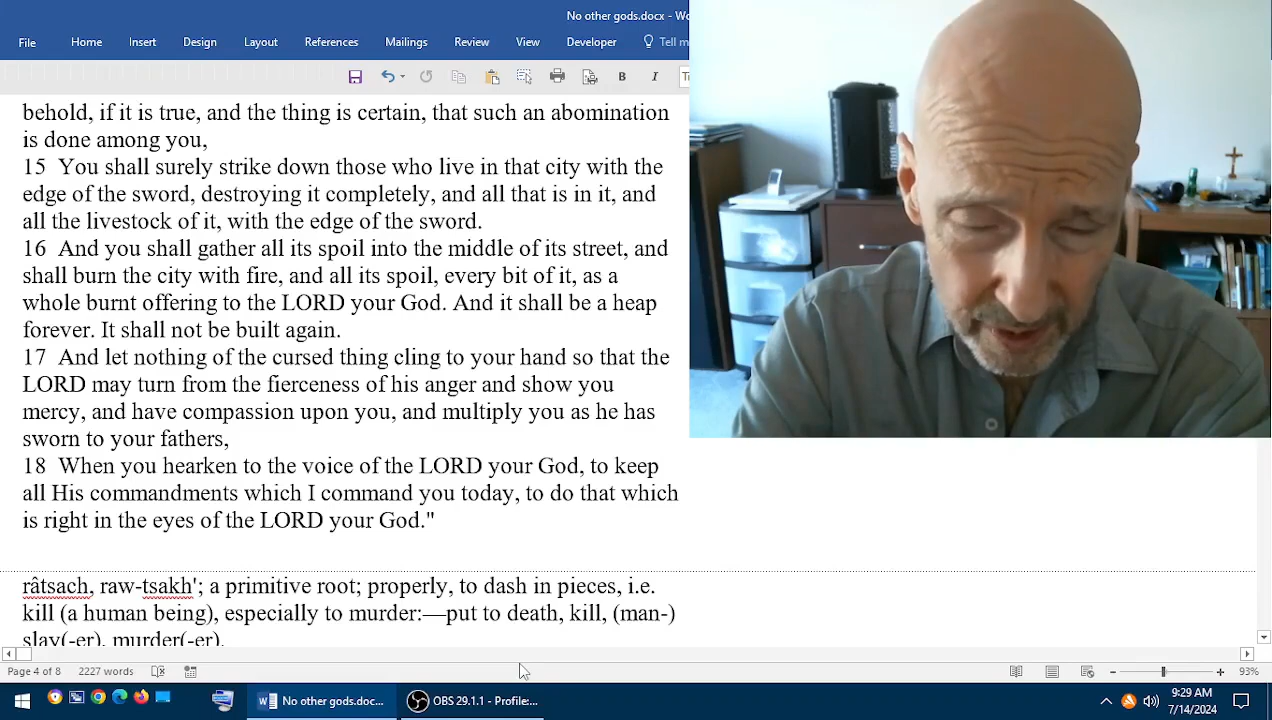 No other gods.docx - Wo
File Home Insert Design Layout References Mailings Review View Developer Tell m
B I T
behold, if it is true, and the thing is certain, that such an abomination
is done among you,
15 You shall surely strike down those who live in that city with the
edge of the sword, destroying it completely, and all that is in it, and
all the livestock of it, with the edge of the sword.
16 And you shall gather all its spoil into the middle of its street, and
shall burn the city with fire, and all its spoil, every bit of it, as a
whole burnt offering to the LORD your God. And it shall be a heap
forever. It shall not be built again.
17 And let nothing of the cursed thing cling to your hand so that the
LORD may turn from the fierceness of his anger and show you
mercy, and have compassion upon you, and multiply you as he has
sworn to your fathers,
18 When you hearken to the voice of the LORD your God, to keep
all His commandments which I command you today, to do that which
is right in the eyes of the LORD your God."
râtsach, raw-tsakh'; a primitive root; properly, to dash in pieces, i.e.
kill (a human being), especially to murder:—put to death, kill, (man-)
slay(-er), murder(-er).
Page 4 of 8 2227 words 93%
No other gods.doc... OBS 29.1.1 - Profile:... 9:29 AM
7/14/2024